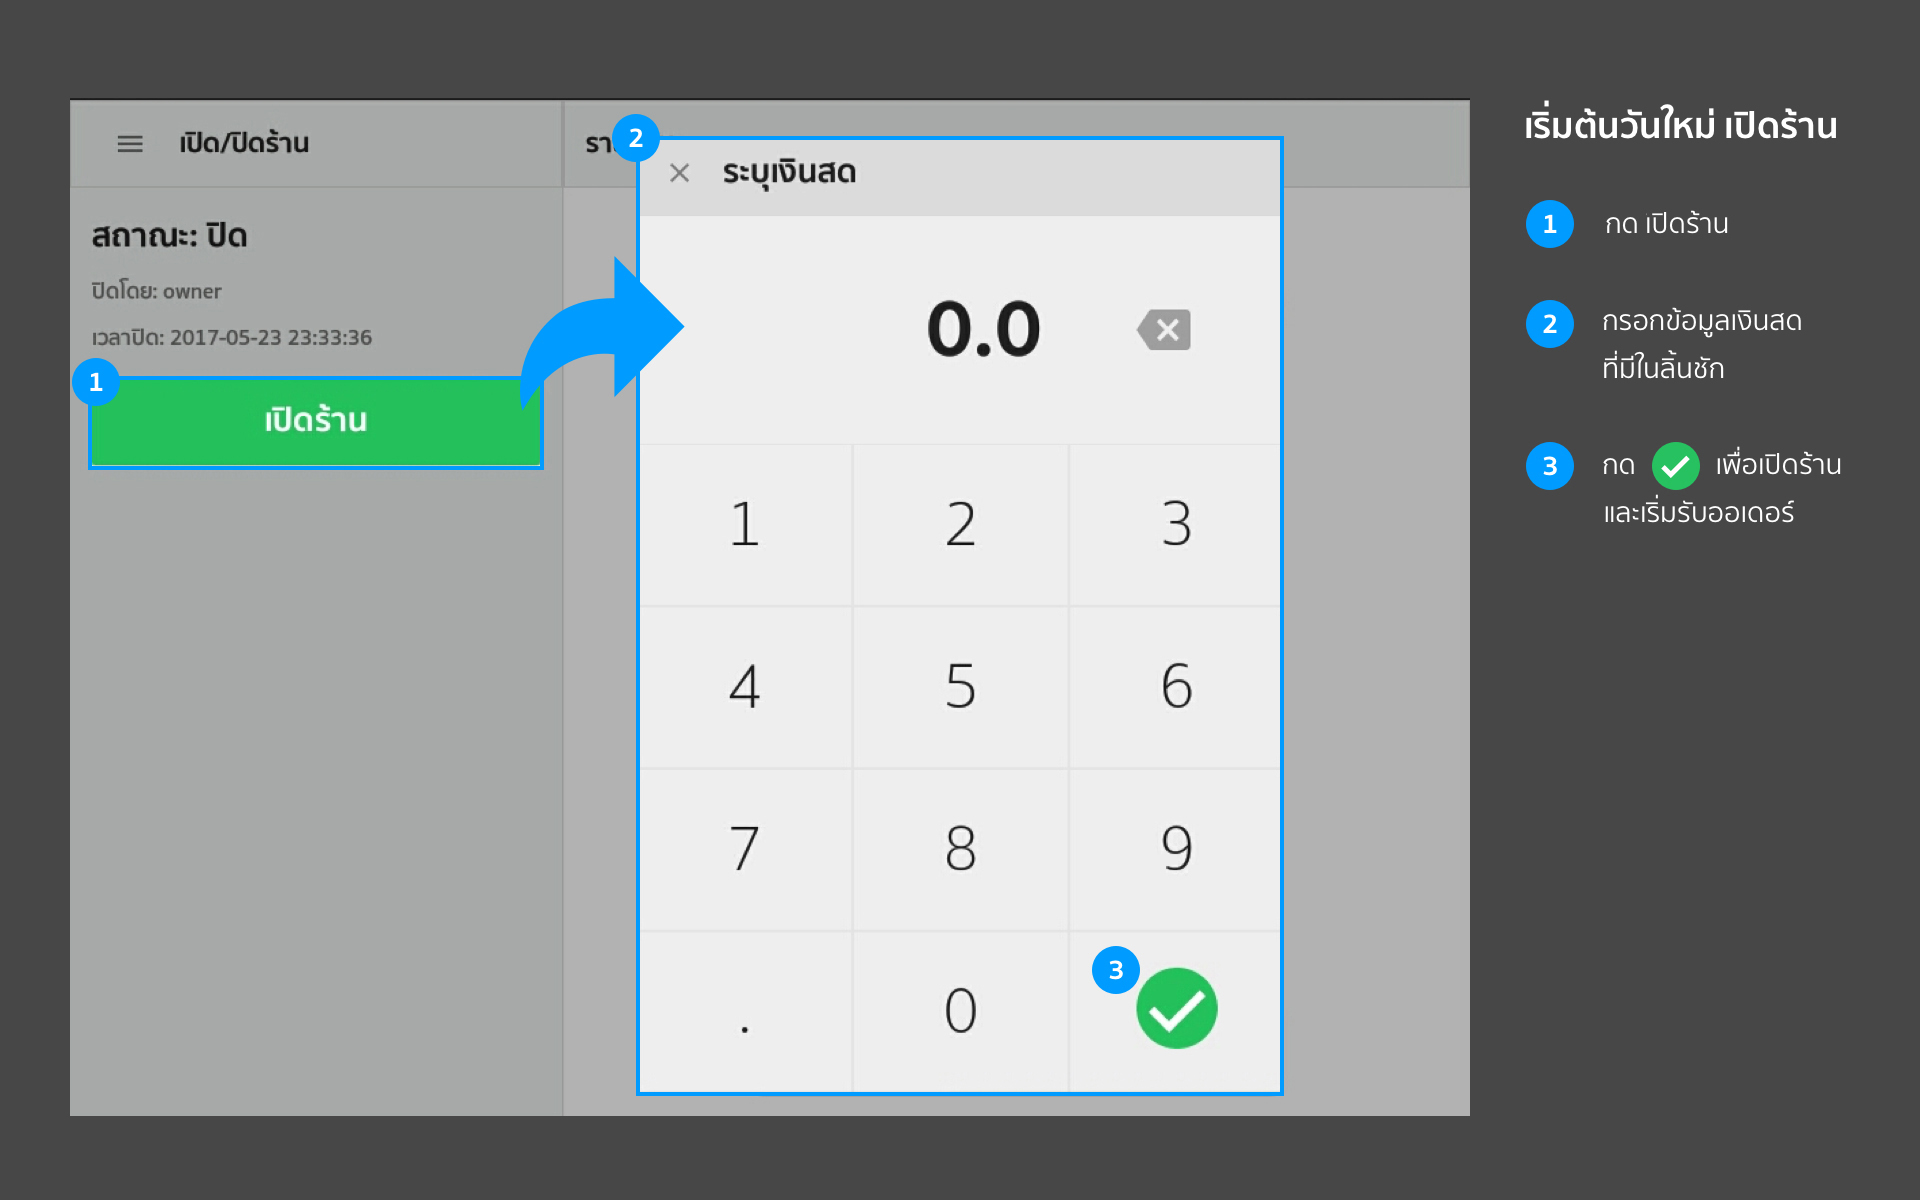 เปิด/ปิดร้าน
สถาณะ: ปิด
ปิดโดย: owner
เวลาปิด: 2017-05-23 23:33:36
1
เปิดร้าน
2
ระบุเงินสด
0.0
1 2 3
4 5 6
7 8 9
. 0
3
เริ่มต้นวันใหม่ เปิดร้าน
1 กด เปิดร้าน
2 กรอกข้อมูลเงินสด
ที่มีในลิ้นชัก
3 กด เพื่อเปิดร้าน
และเริ่มรับออเดอร์